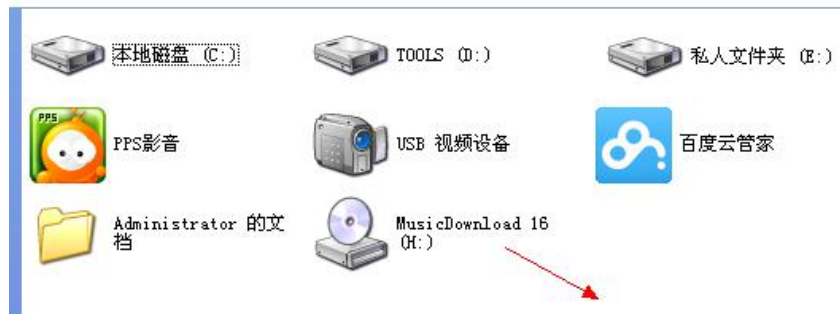 本地磁盘 (C:)
TOOLS (D:)
私人文件夹 (E:)
PPS
PPS影音
USB 视频设备
百度云管家
Administrator 的文
档
MusicDownload 16
(H:)